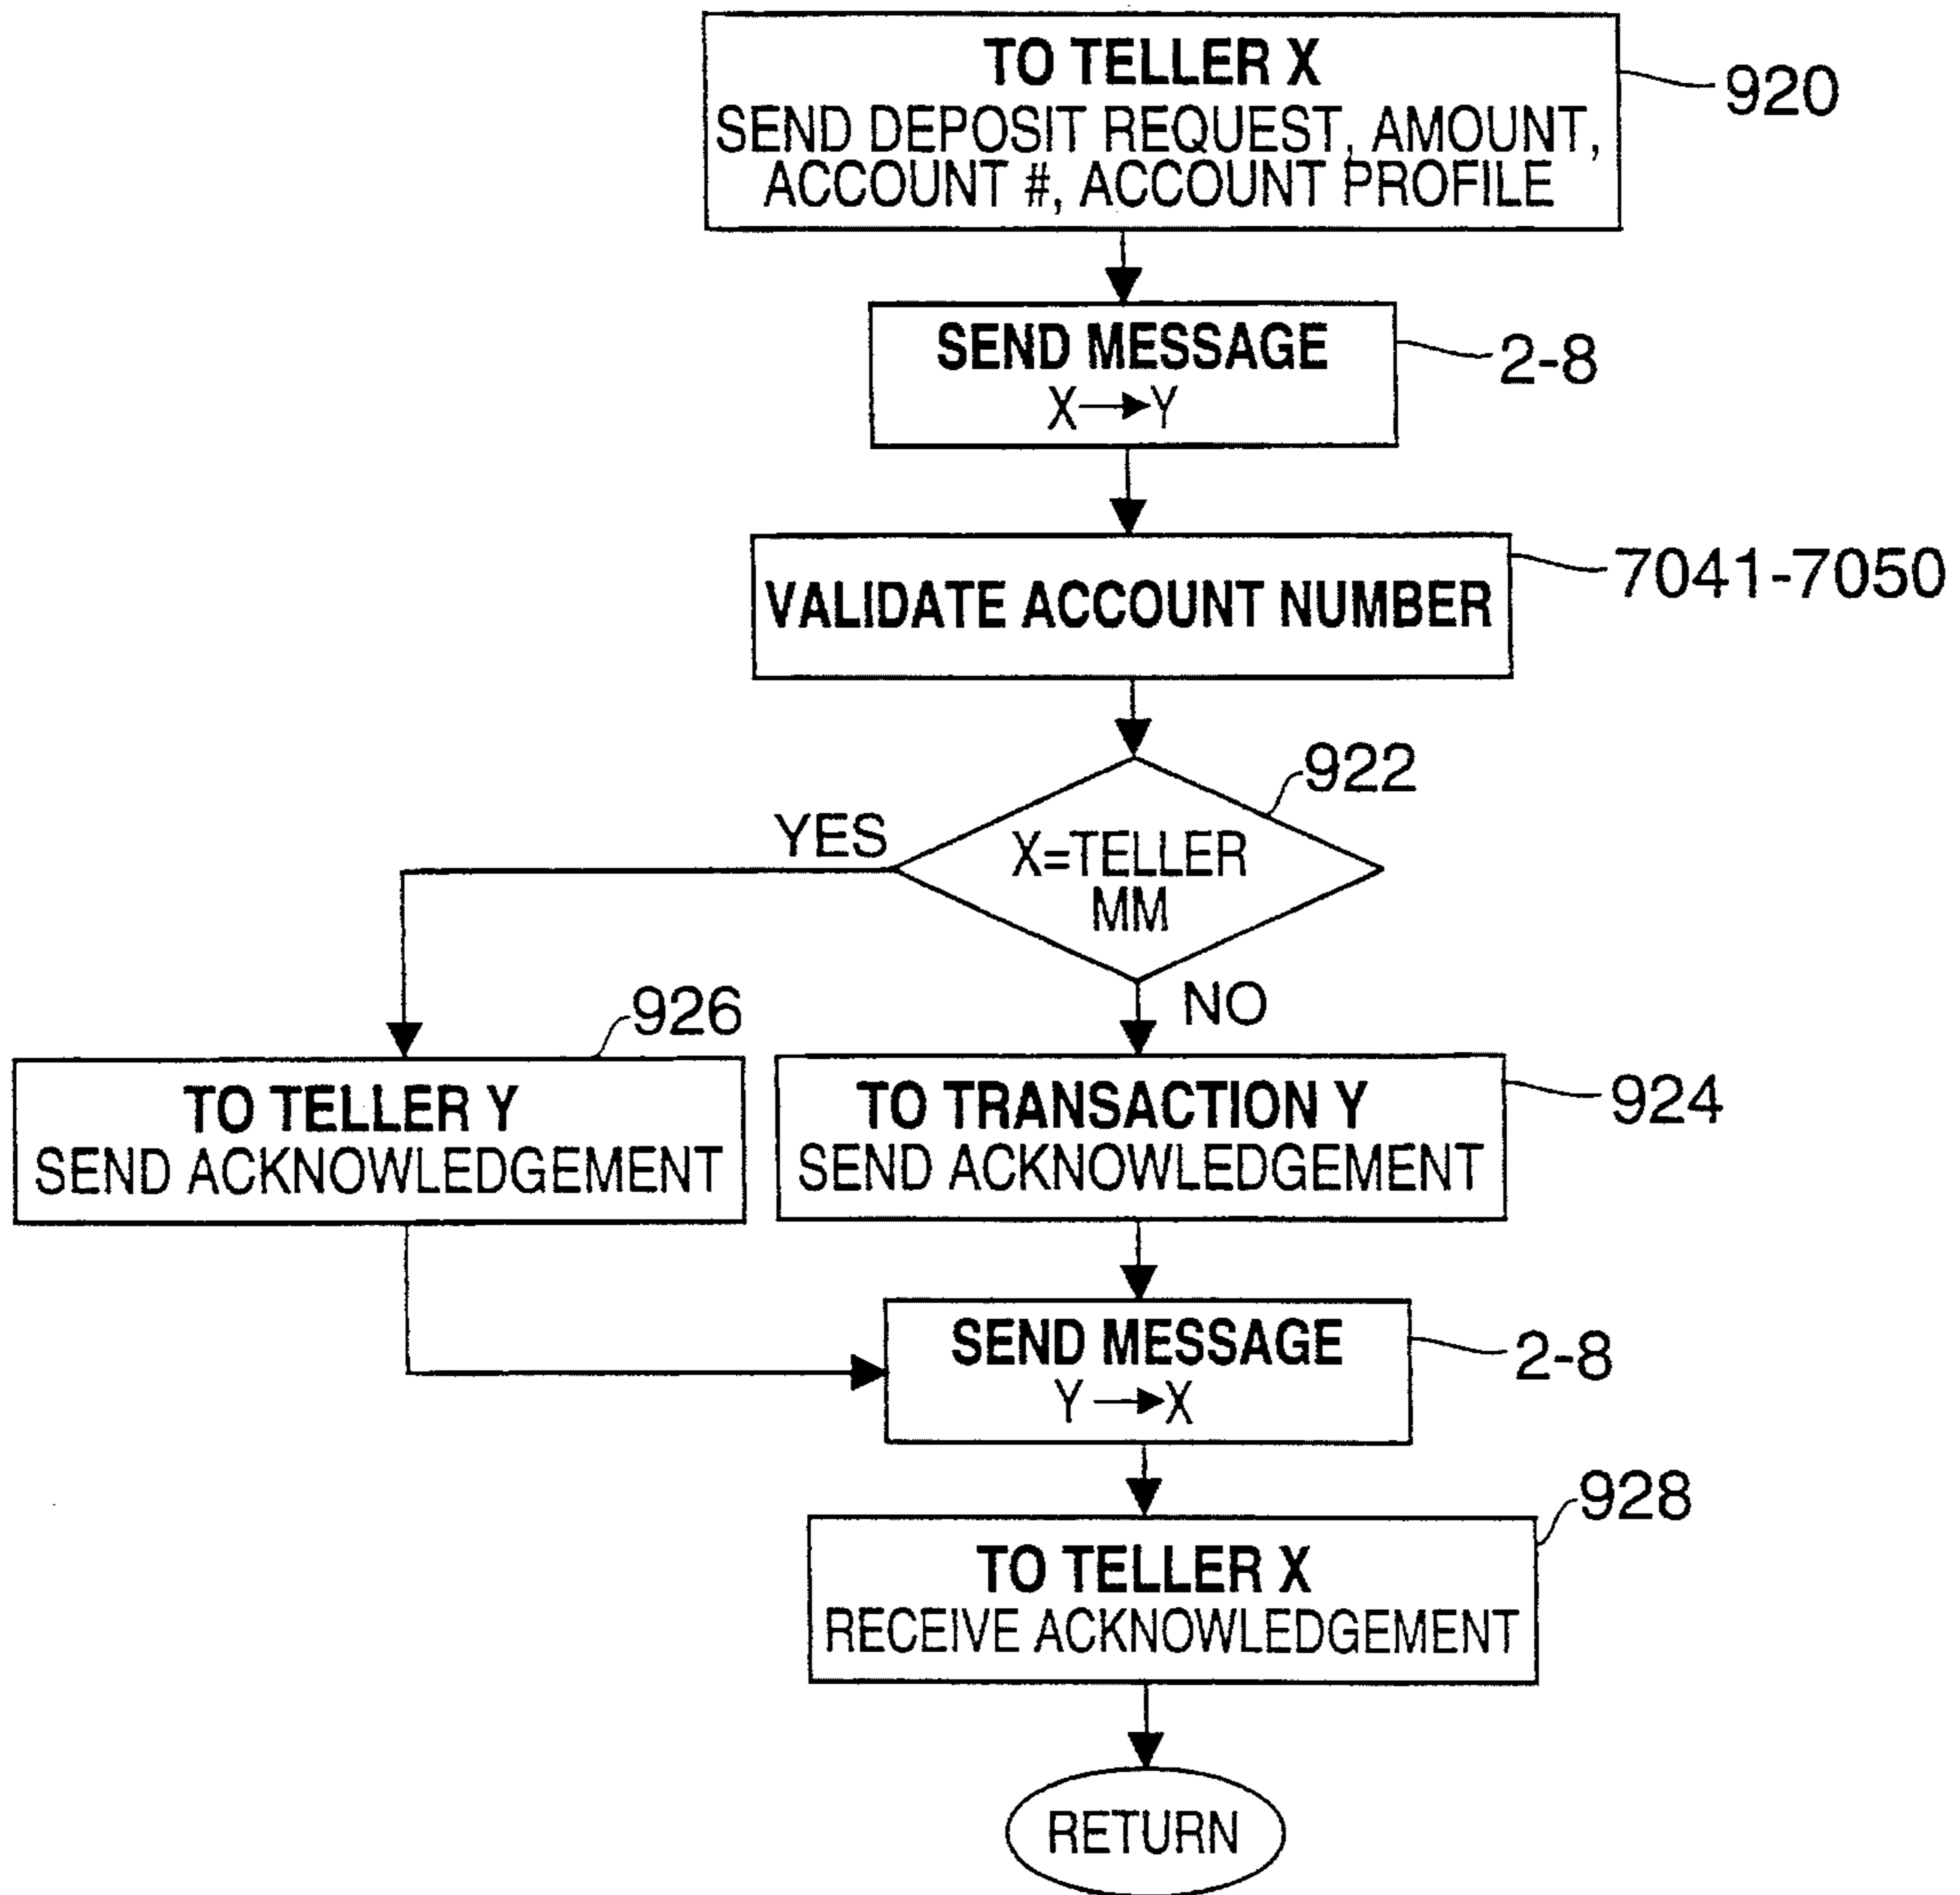 TO TELLER X
SEND DEPOSIT REQUEST, AMOUNT,
ACCOUNT #, ACCOUNT PROFILE
920
SEND MESSAGE
X→Y
2-8
VALIDATE ACCOUNT NUMBER
7041-7050
922
X=TELLER
MM
YES
NO
926
TO TELLER Y
SEND ACKNOWLEDGEMENT
TO TRANSACTION Y
SEND ACKNOWLEDGEMENT
924
SEND MESSAGE
Y→X
2-8
928
TO TELLER X
RECEIVE ACKNOWLEDGEMENT
RETURN